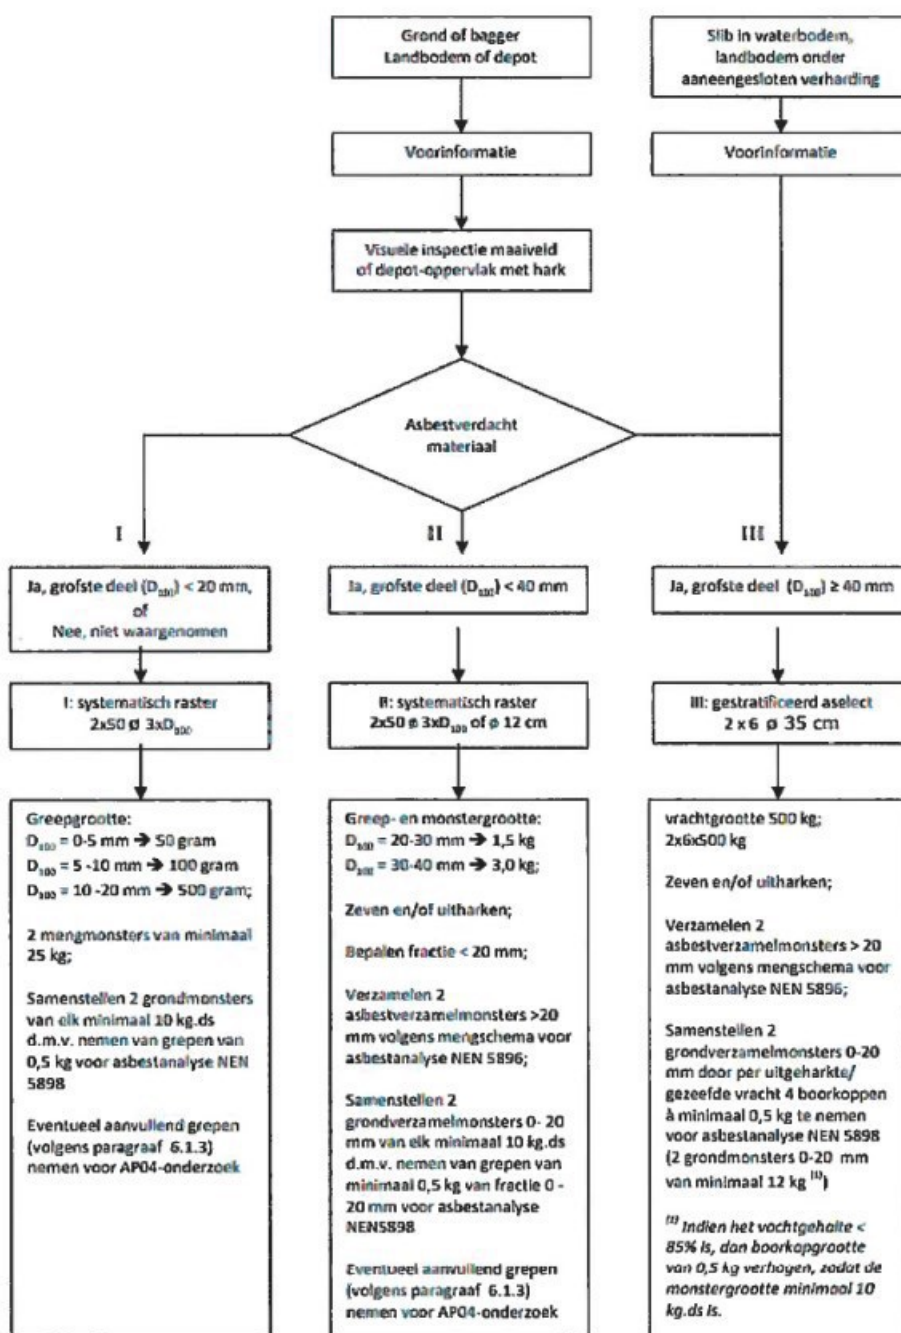 Grond of bagger
Landbodem of depot
Slib in waterbodem,
landbodem onder
aaneengesloten verharding
Voorinformatie
Voorinformatie
Visuele inspectie maaiveld
of depot-oppervlak met hark
Asbestverdacht
materiaal
I
II
III
Ja, grofste deel (D₁₀₀) < 20 mm,
of
Nee, niet waargenomen
Ja, grofste deel (D₁₀₀) < 40 mm
Ja, grofste deel (D₁₀₀) ≥ 40 mm
I: systematisch raster
2x50 ø 3xD₁₀₀
II: systematisch raster
2x50 ø 3xD₁₀₀ of ø 12 cm
III: gestratificeerd aselect
2 x 6 ø 35 cm
Greepgrootte:
D₁₀₀ = 0-5 mm ➔ 50 gram
D₁₀₀ = 5 -10 mm ➔ 100 gram
D₁₀₀ = 10 -20 mm ➔ 500 gram;
2 mengmonsters van minimaal
25 kg;
Samenstellen 2 grondmonsters
van elk minimaal 10 kg.ds
d.m.v. nemen van grepen van
0,5 kg voor asbestanalyse NEN
5898
Eventueel aanvullend grepen
(volgens paragraaf 6.1.3)
nemen voor AP04-onderzoek
Greep- en monstergrootte:
D₁₀₀ = 20-30 mm ➔ 1,5 kg
D₁₀₀ = 30-40 mm ➔ 3,0 kg;
Zeven en/of uitharken;
Bepalen fractie < 20 mm;
Verzamelen 2
asbestverzamelmonsters >20
mm volgens mengschema voor
asbestanalyse NEN 5896;
Samenstellen 2
grondverzamelmonsters 0- 20
mm van elk minimaal 10 kg.ds
d.m.v. nemen van grepen van
minimaal 0,5 kg van fractie 0 -
20 mm voor asbestanalyse
NEN5898
Eventueel aanvullend grepen
(volgens paragraaf 6.1.3)
nemen voor AP04-onderzoek
vrachtgrootte 500 kg;
2x6x500 kg
Zeven en/of uitharken;
Verzamelen 2
asbestverzamelmonsters > 20
mm volgens mengschema voor
asbestanalyse NEN 5896;
Samenstellen 2
grondverzamelmonsters 0-20
mm door per uitgeharkte/
gezeefde vracht 4 boorkoppen
à minimaal 0,5 kg te nemen
voor asbestanalyse NEN 5898
(2 grondmonsters 0-20 mm
van minimaal 12 kg ⁽¹⁾)
⁽¹⁾ Indien het vochtgehalte <
85% is, dan boorkopgrootte
van 0,5 kg verhogen, zodat de
monstergrootte minimaal 10
kg.ds is.